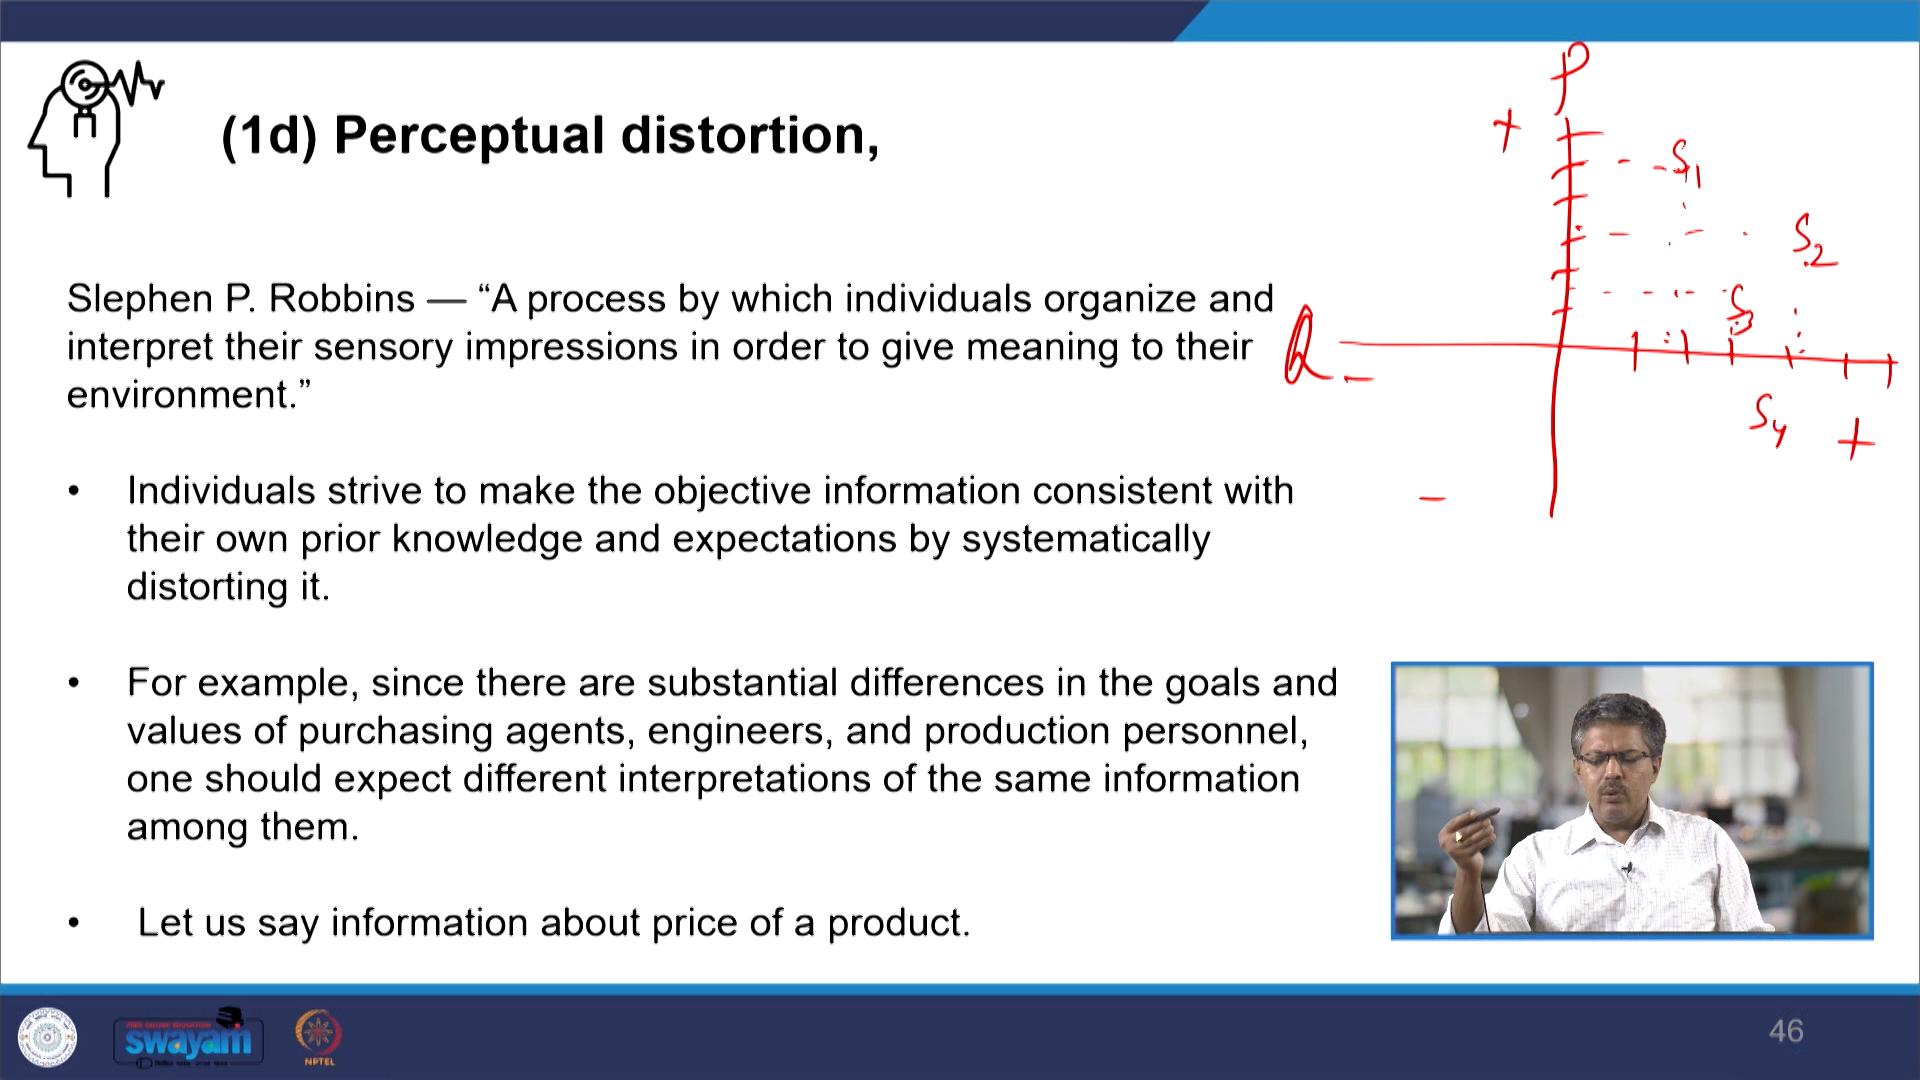 (1d) Perceptual distortion,
Slephen P. Robbins — “A process by which individuals organize and
interpret their sensory impressions in order to give meaning to their
environment.”
• Individuals strive to make the objective information consistent with
their own prior knowledge and expectations by systematically
distorting it.
• For example, since there are substantial differences in the goals and
values of purchasing agents, engineers, and production personnel,
one should expect different interpretations of the same information
among them.
• Let us say information about price of a product.
P
+
S1
S2
S3
Q -
S4 +
-
swayam
NPTEL
46